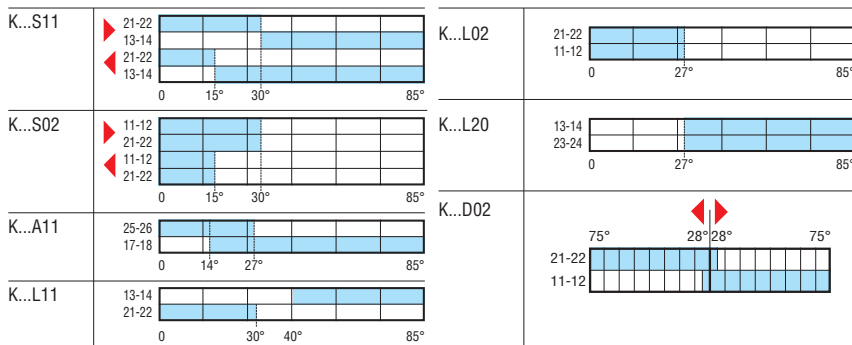 K...S11
21-22
13-14
21-22
13-14
0 15° 30° 85°
K...S02
11-12
21-22
11-12
21-22
0 15° 30° 85°
K...A11
25-26
17-18
0 14° 27° 85°
K...L11
13-14
21-22
0 30° 40° 85°
K...L02
21-22
11-12
0 27° 85°
K...L20
13-14
23-24
0 27° 85°
K...D02
75° 28° 28° 75°
21-22
11-12